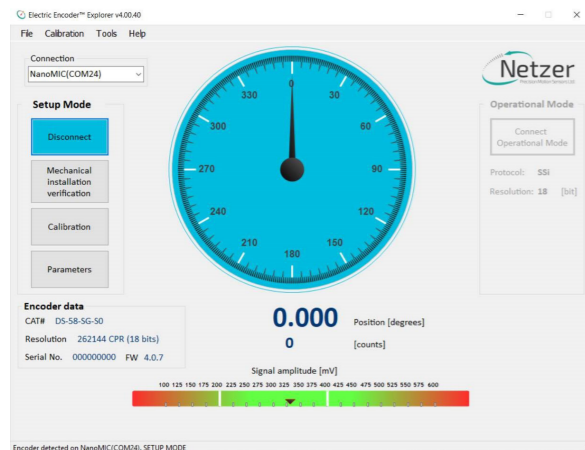 Electric Encoder™ Explorer v4.00.40
File Calibration Tools Help
Connection
NanoMIC(COM24)
Netzer
Setup Mode
Disconnect
Mechanical
installation
verification
Calibration
Parameters
0
30
60
90
120
150
180
210
240
270
300
330
Operational Mode
Connect
Operational Mode
Protocol: SSi
Resolution: 18 [bit]
Encoder data
CAT# DS-58-SG-S0
Resolution 262144 CPR (18 bits)
Serial No. 000000000 FW 4.0.7
0.000 Position [degrees]
0 [counts]
Signal amplitude [mV]
100 125 150 175 200 225 250 275 300 325 350 375 400 425 450 475 500 525 550 575 600
Encoder detected on NanoMIC(COM24). SETUP MODE